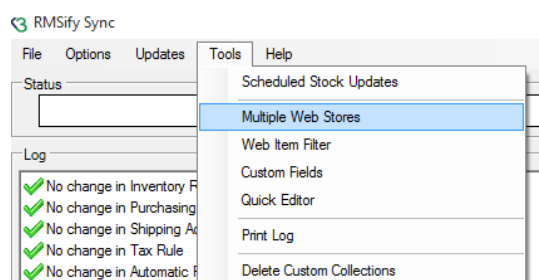 RMSify Sync
File Options Updates Tools Help
Status
Scheduled Stock Updates
Multiple Web Stores
Web Item Filter
Custom Fields
Quick Editor
Print Log
Delete Custom Collections
Log
No change in Inventory
No change in Purchasing
No change in Shipping
No change in Tax Rule
No change in Automatic